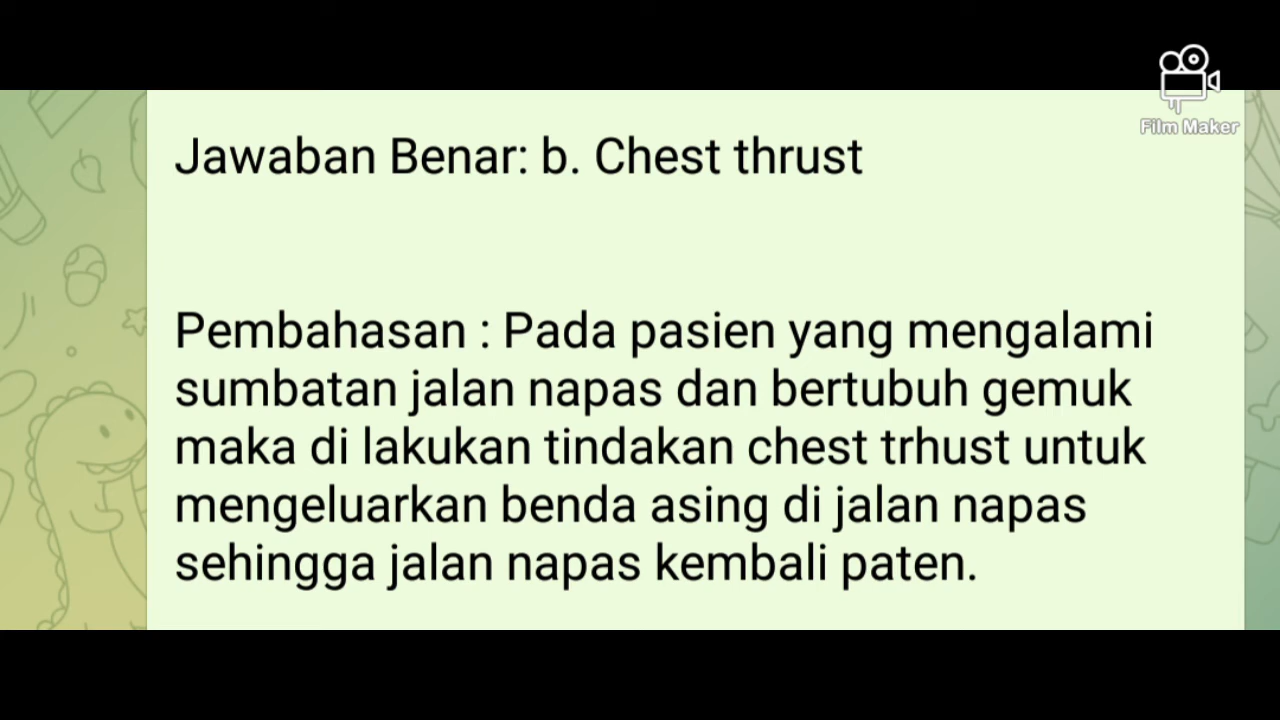 Film Maker
Jawaban Benar: b. Chest thrust
Pembahasan : Pada pasien yang mengalami
sumbatan jalan napas dan bertubuh gemuk
maka di lakukan tindakan chest trhust untuk
mengeluarkan benda asing di jalan napas
sehingga jalan napas kembali paten.